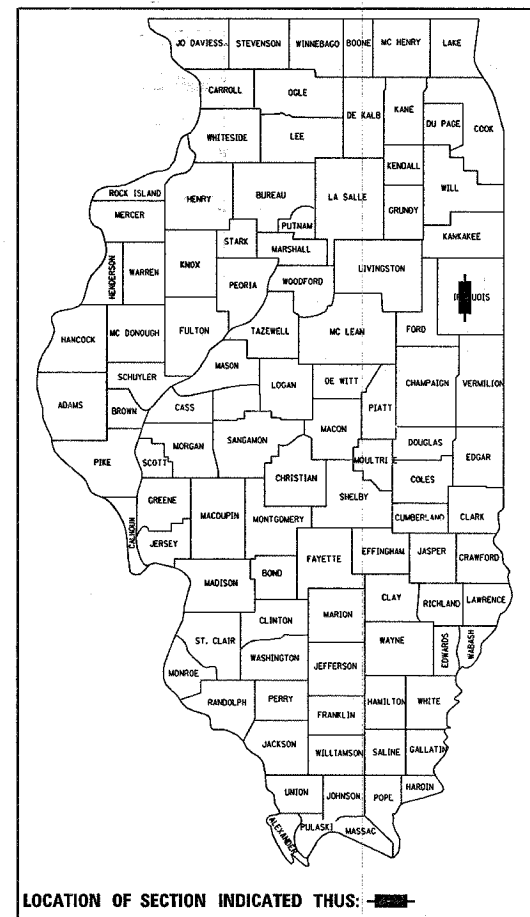 JO DAVIESS STEVENSON WINNEBAGO BOONE MC HENRY LAKE
CARROLL OGLE
DE KALB KANE
DU PAGE COOK
WHITESIDE LEE
KENDALL
WILL
ROCK ISLAND HENRY BUREAU LA SALLE GRUNDY
MERCER
PUTNAM
KANKAKEE
STARK MARSHALL
HENDERSON WARREN KNOX LIVINGSTON
PEORIA WOODFORD
IROQUOIS
HANCOCK MC DONOUGH FULTON TAZEWELL MC LEAN FORD
MASON
SCHUYLER
LOGAN DE WITT CHAMPAIGN VERMILION
ADAMS BROWN CASS PIATT
MACON
SANGAMON DOUGLAS
MORGAN
PIKE SCOTT MOULTRIE EDGAR
CHRISTIAN COLES
SHELBY
GREENE
MACOUPIN CUMBERLAND CLARK
CALHOUN MONTGOMERY
JERSEY
FAYETTE EFFINGHAM JASPER CRAWFORD
BOND
MADISON
CLAY
RICHLAND LAWRENCE
CLINTON MARION
ST. CLAIR WAYNE EDWARDS WABASH
WASHINGTON JEFFERSON
MONROE
RANDOLPH PERRY HAMILTON WHITE
FRANKLIN
JACKSON WILLIAMSON SALINE GALLATIN
HARDIN
UNION JOHNSON POPE
PULASKI
ALEXANDER MASSAC
LOCATION OF SECTION INDICATED THUS: